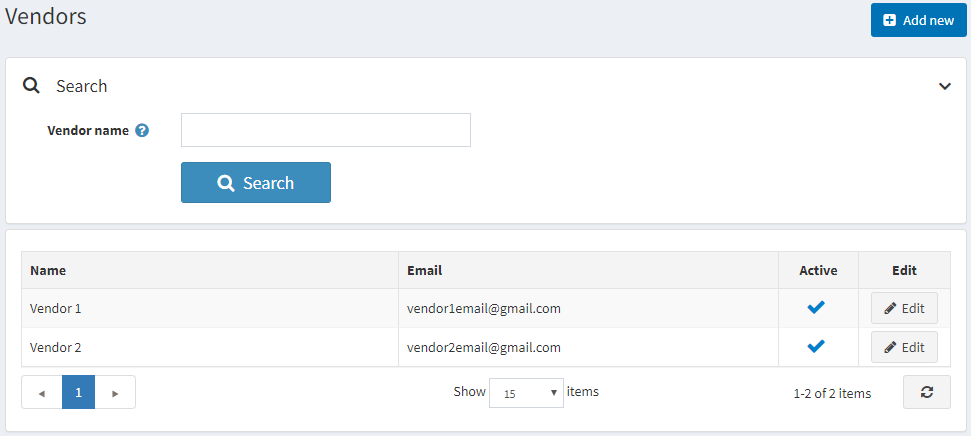 Vendors
Add new
Search
Vendor name ?
Search
Name Email Active Edit
Vendor 1 vendor1email@gmail.com Edit
Vendor 2 vendor2email@gmail.com Edit
1 Show 15 items 1-2 of 2 items